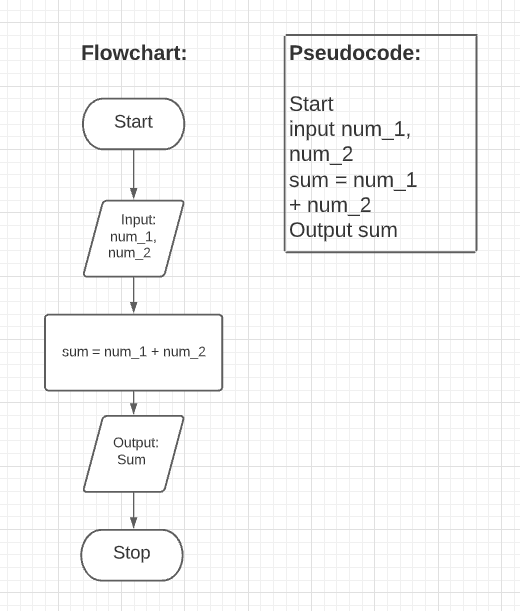 Flowchart:
Start
Input:
num_1,
num_2
sum = num_1 + num_2
Output:
Sum
Stop
Pseudocode:
Start
input num_1,
num_2
sum = num_1
+ num_2
Output sum